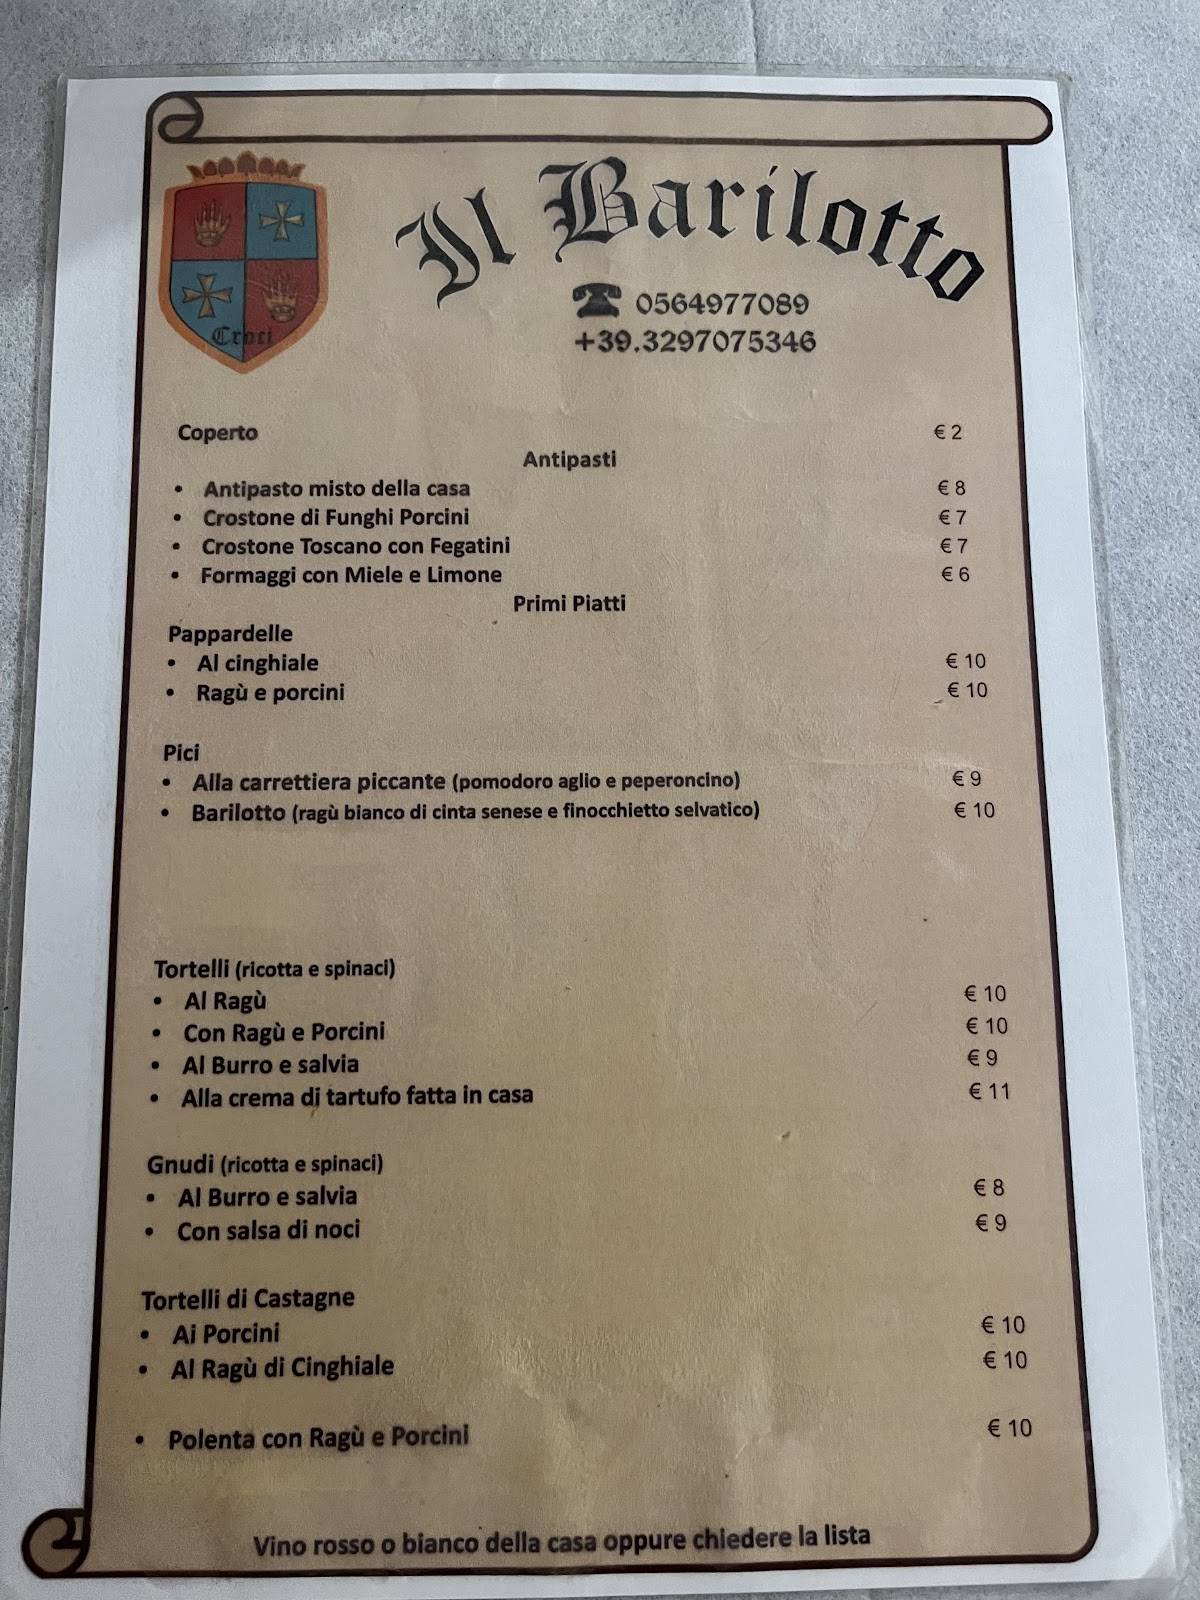 Il Barilotto
Croci
☎ 0564977089
+39.3297075346
Coperto € 2
Antipasti
• Antipasto misto della casa € 8
• Crostone di Funghi Porcini € 7
• Crostone Toscano con Fegatini € 7
• Formaggi con Miele e Limone € 6
Primi Piatti
Pappardelle
• Al cinghiale € 10
• Ragù e porcini € 10
Pici
• Alla carrettiera piccante (pomodoro aglio e peperoncino) € 9
• Barilotto (ragù bianco di cinta senese e finocchietto selvatico) € 10
Tortelli (ricotta e spinaci)
• Al Ragù € 10
• Con Ragù e Porcini € 10
• Al Burro e salvia € 9
• Alla crema di tartufo fatta in casa € 11
Gnudi (ricotta e spinaci)
• Al Burro e salvia € 8
• Con salsa di noci € 9
Tortelli di Castagne
• Ai Porcini € 10
• Al Ragù di Cinghiale € 10
• Polenta con Ragù e Porcini € 10
Vino rosso o bianco della casa oppure chiedere la lista